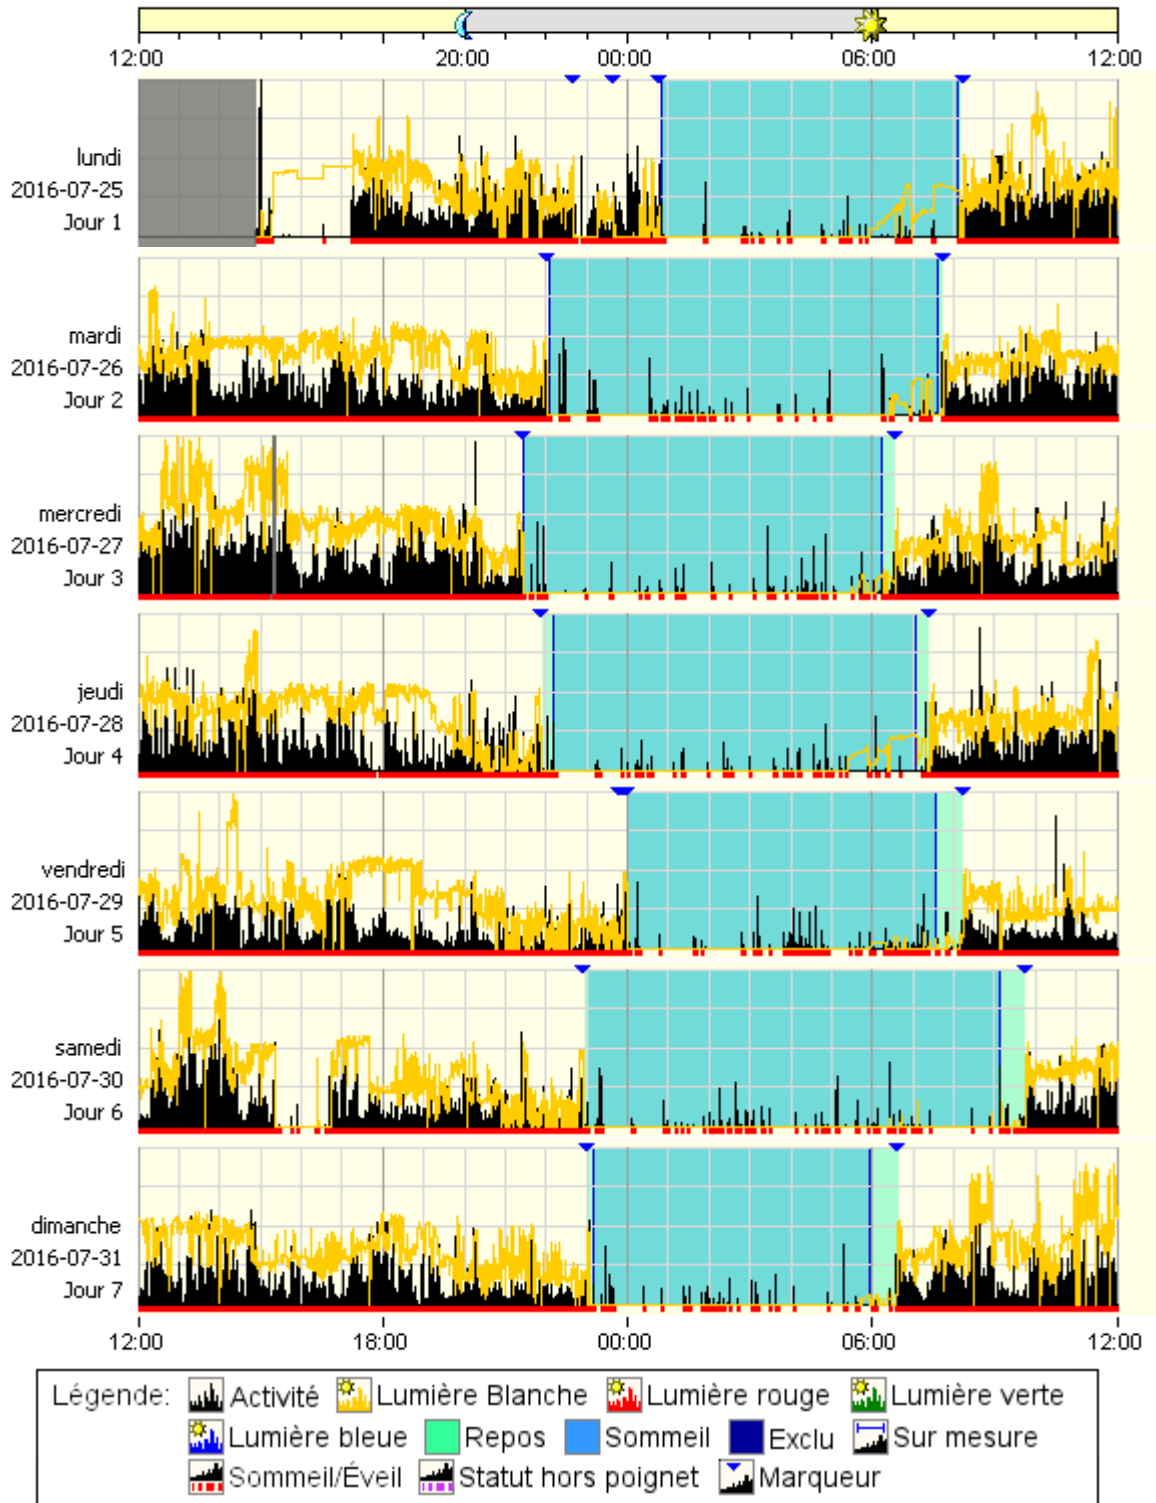 12:00 20:00 00:00 06:00 12:00
lundi
2016-07-25
Jour 1
mardi
2016-07-26
Jour 2
mercredi
2016-07-27
Jour 3
jeudi
2016-07-28
Jour 4
vendredi
2016-07-29
Jour 5
samedi
2016-07-30
Jour 6
dimanche
2016-07-31
Jour 7
12:00 18:00 00:00 06:00 12:00
Légende: Activité Lumière Blanche Lumière rouge Lumière verte
Lumière bleue Repos Sommeil Exclu Sur mesure
Sommeil/Éveil Statut hors poignet Marqueur